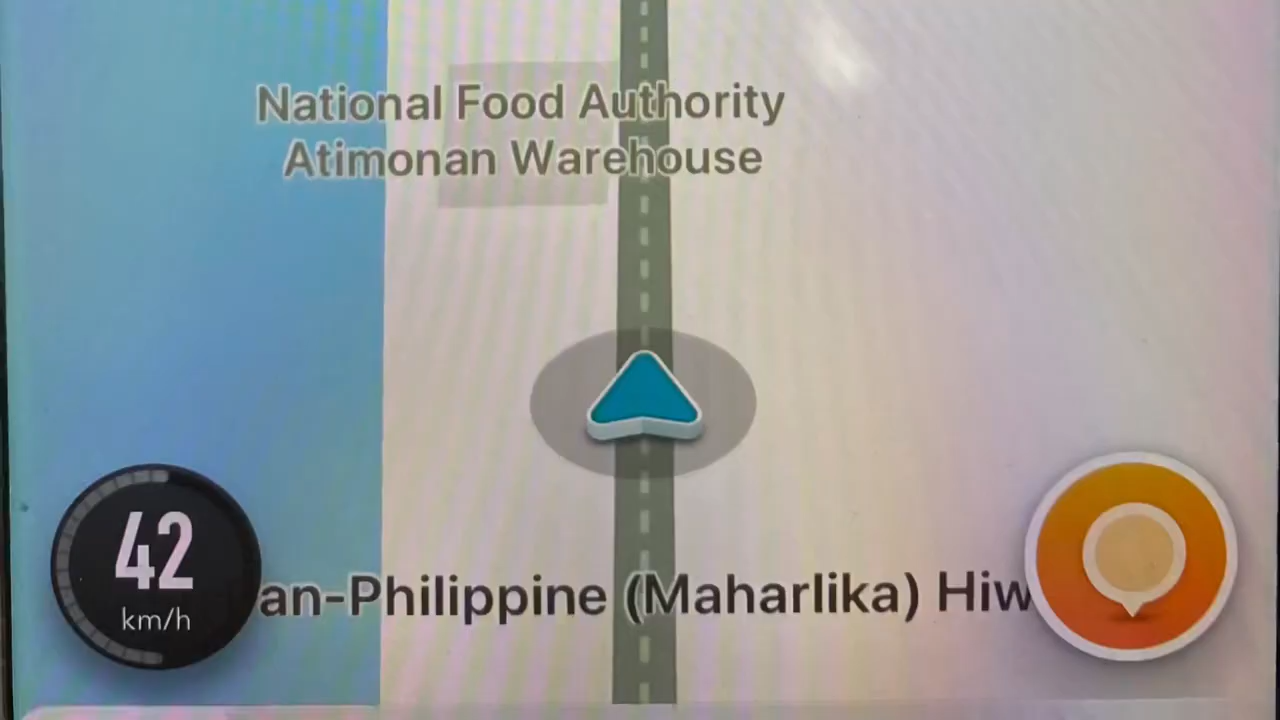 National Food Authority
Atimonan Warehouse
42
km/h
an-Philippine (Maharlika) Hiw